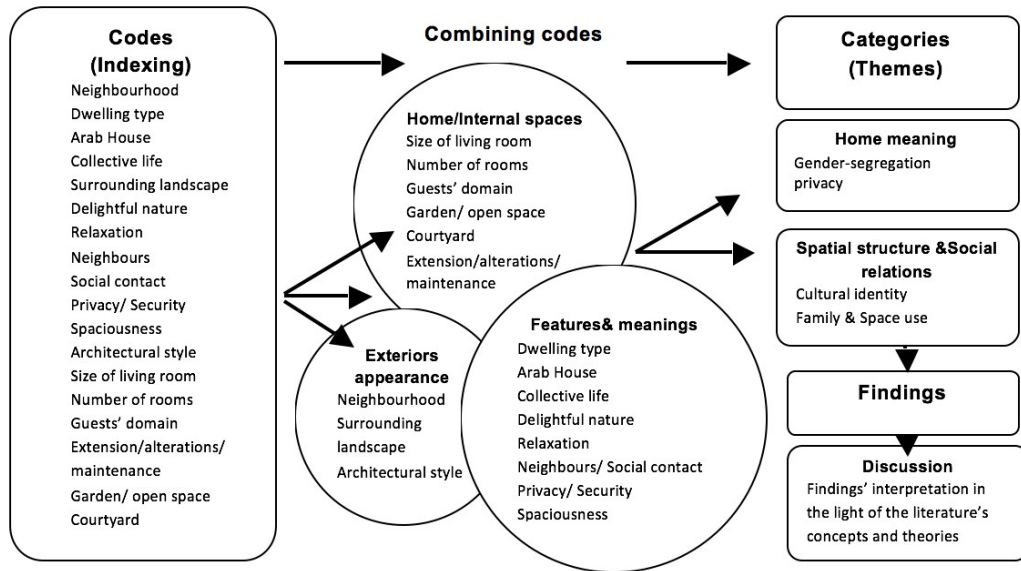 Codes
(Indexing)
Neighbourhood
Dwelling type
Arab House
Collective life
Surrounding landscape
Delightful nature
Relaxation
Neighbours
Social contact
Privacy/ Security
Spaciousness
Architectural style
Size of living room
Number of rooms
Guests' domain
Extension/alterations/
maintenance
Garden/ open space
Courtyard
Combining codes
Home/Internal spaces
Size of living room
Number of rooms
Guests' domain
Garden/ open space
Courtyard
Extension/alterations/
maintenance
Exteriors
appearance
Neighbourhood
Surrounding
landscape
Architectural style
Features& meanings
Dwelling type
Arab House
Collective life
Delightful nature
Relaxation
Neighbours/ Social contact
Privacy/ Security
Spaciousness
Categories
(Themes)
Home meaning
Gender-segregation
privacy
Spatial structure &Social
relations
Cultural identity
Family & Space use
Findings
Discussion
Findings' interpretation in
the light of the literature's
concepts and theories